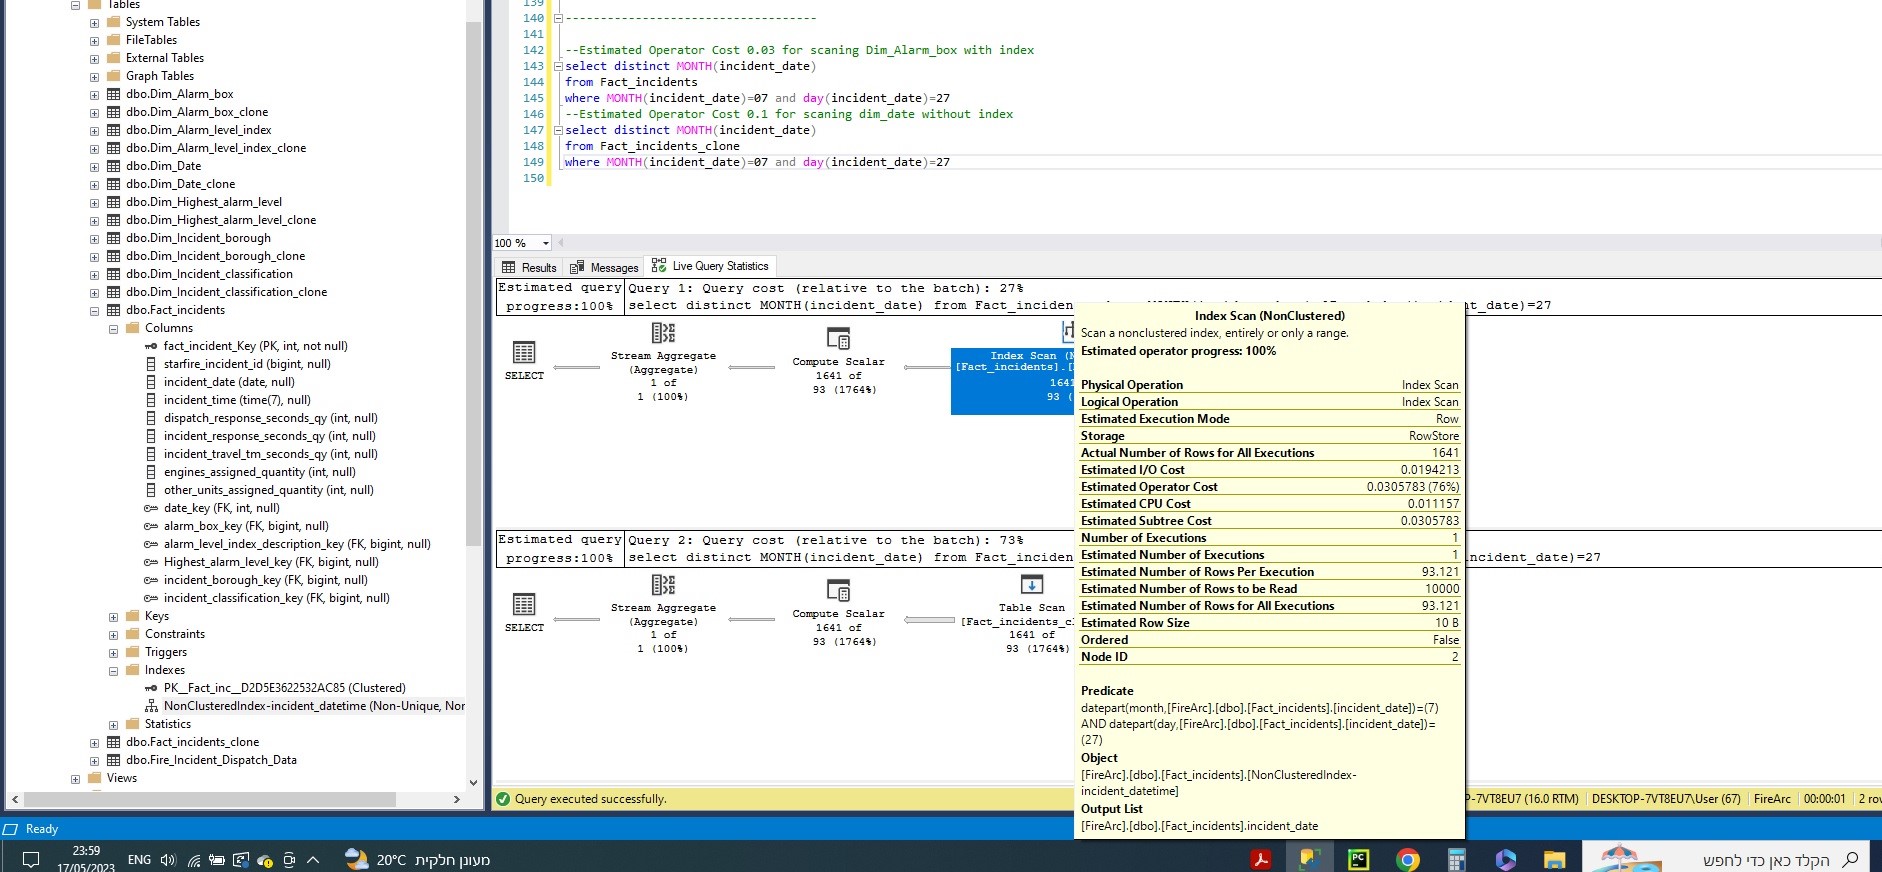 Tables
System Tables
FileTables
External Tables
Graph Tables
dbo.Dim_Alarm_box
dbo.Dim_Alarm_box_clone
dbo.Dim_Alarm_level_index
dbo.Dim_Alarm_level_index_clone
dbo.Dim_Date
dbo.Dim_Date_clone
dbo.Dim_Highest_alarm_level
dbo.Dim_Highest_alarm_level_clone
dbo.Dim_Incident_borough
dbo.Dim_Incident_borough_clone
dbo.Dim_Incident_classification
dbo.Dim_Incident_classification_clone
dbo.Fact_incidents
Columns
fact_incident_Key (PK, int, not null)
starfire_incident_id (bigint, null)
incident_date (date, null)
incident_time (time(7), null)
dispatch_response_seconds_qy (int, null)
incident_response_seconds_qy (int, null)
incident_travel_tm_seconds_qy (int, null)
engines_assigned_quantity (int, null)
other_units_assigned_quantity (int, null)
date_key (FK, int, null)
alarm_box_key (FK, bigint, null)
alarm_level_index_description_key (FK, bigint, null)
Highest_alarm_level_key (FK, bigint, null)
incident_borough_key (FK, bigint, null)
incident_classification_key (FK, bigint, null)
Keys
Constraints
Triggers
Indexes
PK__Fact_inc__D2D5E3622532AC85 (Clustered)
NonClusteredIndex-incident_datetime (Non-Unique, Nor
Statistics
dbo.Fact_incidents_clone
dbo.Fire_Incident_Dispatch_Data
Views
139
140 ------------------------------------
141
142 --Estimated Operator Cost 0.03 for scaning Dim_Alarm_box with index
143 select distinct MONTH(incident_date)
144 from Fact_incidents
145 where MONTH(incident_date)=07 and day(incident_date)=27
146 --Estimated Operator Cost 0.1 for scaning dim_date without index
147 select distinct MONTH(incident_date)
148 from Fact_incidents_clone
149 where MONTH(incident_date)=07 and day(incident_date)=27
150
100 %
Results Messages Live Query Statistics
Estimated query Query 1: Query cost (relative to the batch): 27%
progress:100% select distinct MONTH(incident_date) from Fact_inciden t_date)=27
SELECT
Stream Aggregate
(Aggregate)
1 of
1 (100%)
Compute Scalar
1641 of
93 (1764%)
Index Scan (N
[Fact_incidents].[
1641
93 (
Estimated query Query 2: Query cost (relative to the batch): 73%
progress:100% select distinct MONTH(incident_date) from Fact_inciden ncident_date)=27
SELECT
Stream Aggregate
(Aggregate)
1 of
1 (100%)
Compute Scalar
1641 of
93 (1764%)
Table Scan
[Fact_incidents_cl
1641 of
93 (1764%)
Index Scan (NonClustered)
Scan a nonclustered index, entirely or only a range.
Estimated operator progress: 100%
Physical Operation Index Scan
Logical Operation Index Scan
Estimated Execution Mode Row
Storage RowStore
Actual Number of Rows for All Executions 1641
Estimated I/O Cost 0.0194213
Estimated Operator Cost 0.0305783 (76%)
Estimated CPU Cost 0.011157
Estimated Subtree Cost 0.0305783
Number of Executions 1
Estimated Number of Executions 1
Estimated Number of Rows Per Execution 93.121
Estimated Number of Rows to be Read 10000
Estimated Number of Rows for All Executions 93.121
Estimated Row Size 10 B
Ordered False
Node ID 2
Predicate
datepart(month,[FireArc].[dbo].[Fact_incidents].[incident_date])=(7)
AND datepart(day,[FireArc].[dbo].[Fact_incidents].[incident_date])=
(27)
Object
[FireArc].[dbo].[Fact_incidents].[NonClusteredIndex-
incident_datetime]
Output List
[FireArc].[dbo].[Fact_incidents].incident_date
Query executed successfully.
P-7VT8EU7 (16.0 RTM) DESKTOP-7VT8EU7\User (67) FireArc 00:00:01 2 rov
Ready
23:59
17/05/2023
ENG
20°C מעונן חלקית
הקלד כאן כדי לחפש